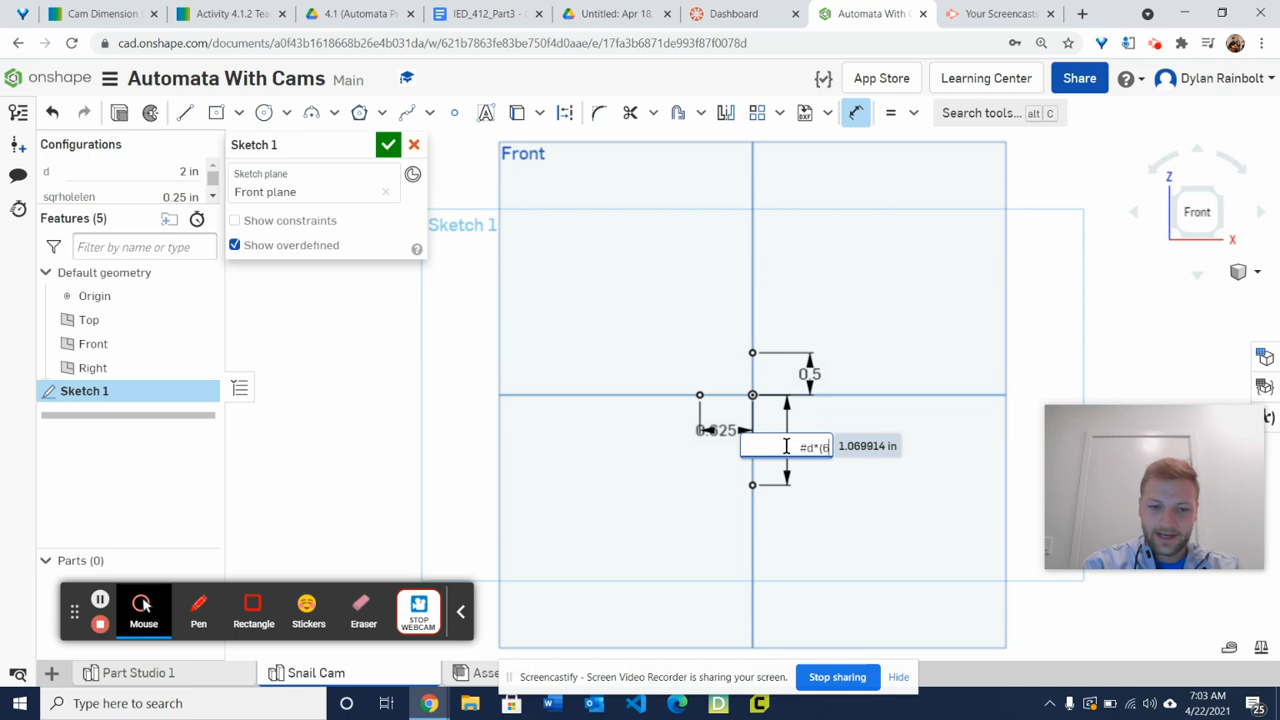 Cam Dimension
Activity 4.1.2 Tea
4.1 (Automata Pro
IED_412_Part3 - G
Untitled: Apr 18,
Dashboard
Automata With C
Your Screencasts
cad.onshape.com/documents/a0f43b1618668b26e4b031da/w/621b7863fe83be750f4d0aae/e/17fa3b6871de993f87f0078d
onshape
Automata With Cams Main
App Store
Learning Center
Share
Dylan Rainbolt
Search tools... alt C
Configurations
d 2 in
sqrholelen 0.25 in
Features (5)
Filter by name or type
Default geometry
Origin
Top
Front
Right
Sketch 1
Parts (0)
Sketch 1
Sketch plane
Front plane
Show constraints
Show overdefined
Front
Sketch 1
0.5
0.625
#d*(6 1.069914 in
Z
Front
X
Mouse
Pen
Rectangle
Stickers
Eraser
STOP WEBCAM
Part Studio 1
Snail Cam
Asse
Screencastify - Screen Video Recorder is sharing your screen.
Stop sharing
Hide
Type here to search
7:03 AM
4/22/2021
25